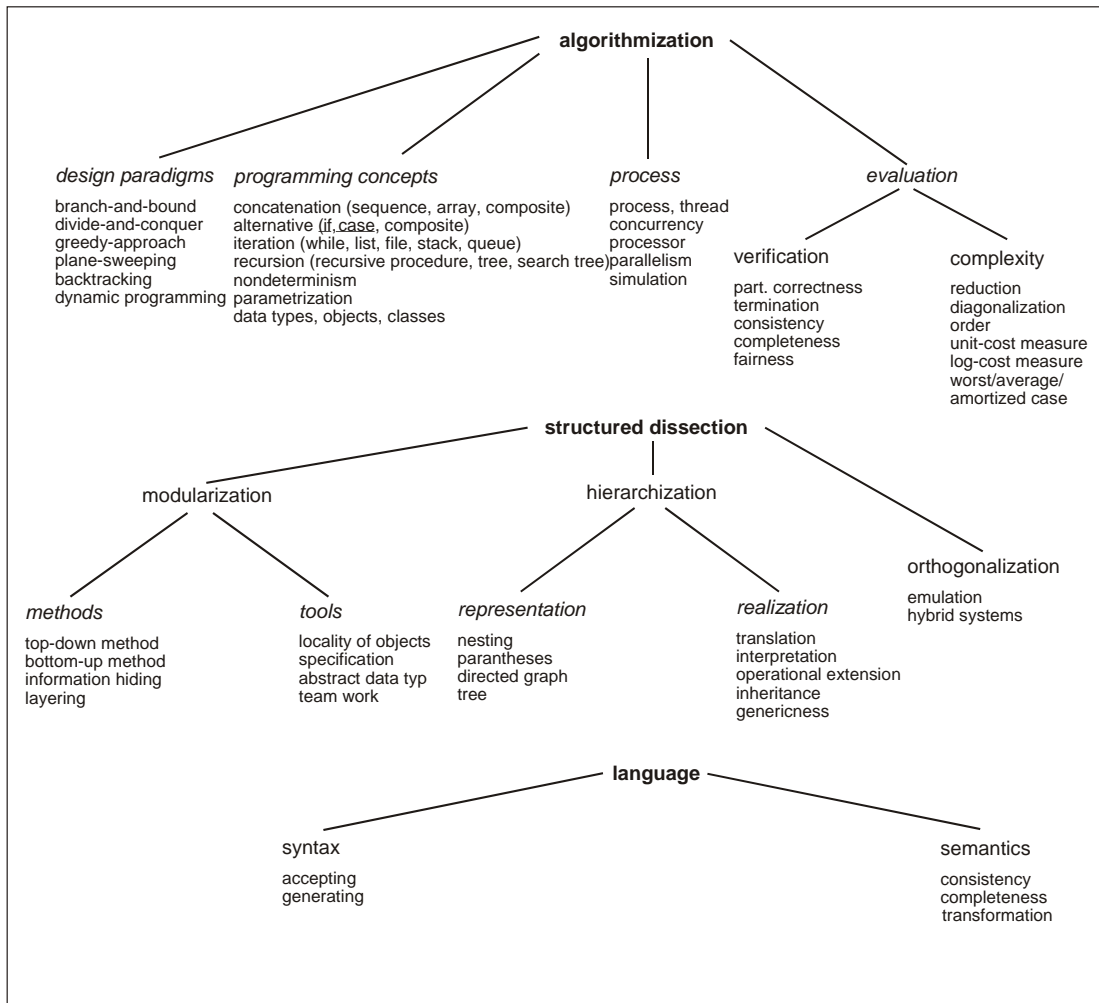 algorithmization
design paradigms
branch-and-bound
divide-and-conquer
greedy-approach
plane-sweeping
backtracking
dynamic programming
programming concepts
concatenation (sequence, array, composite)
alternative (if, case, composite)
iteration (while, list, file, stack, queue)
recursion (recursive procedure, tree, search tree)
nondeterminism
parametrization
data types, objects, classes
process
process, thread
concurrency
processor
parallelism
simulation
evaluation
verification
part. correctness
termination
consistency
completeness
fairness
complexity
reduction
diagonalization
order
unit-cost measure
log-cost measure
worst/average/
amortized case
structured dissection
modularization
methods
top-down method
bottom-up method
information hiding
layering
tools
locality of objects
specification
abstract data typ
team work
hierarchization
representation
nesting
parantheses
directed graph
tree
realization
translation
interpretation
operational extension
inheritance
genericness
orthogonalization
emulation
hybrid systems
language
syntax
accepting
generating
semantics
consistency
completeness
transformation